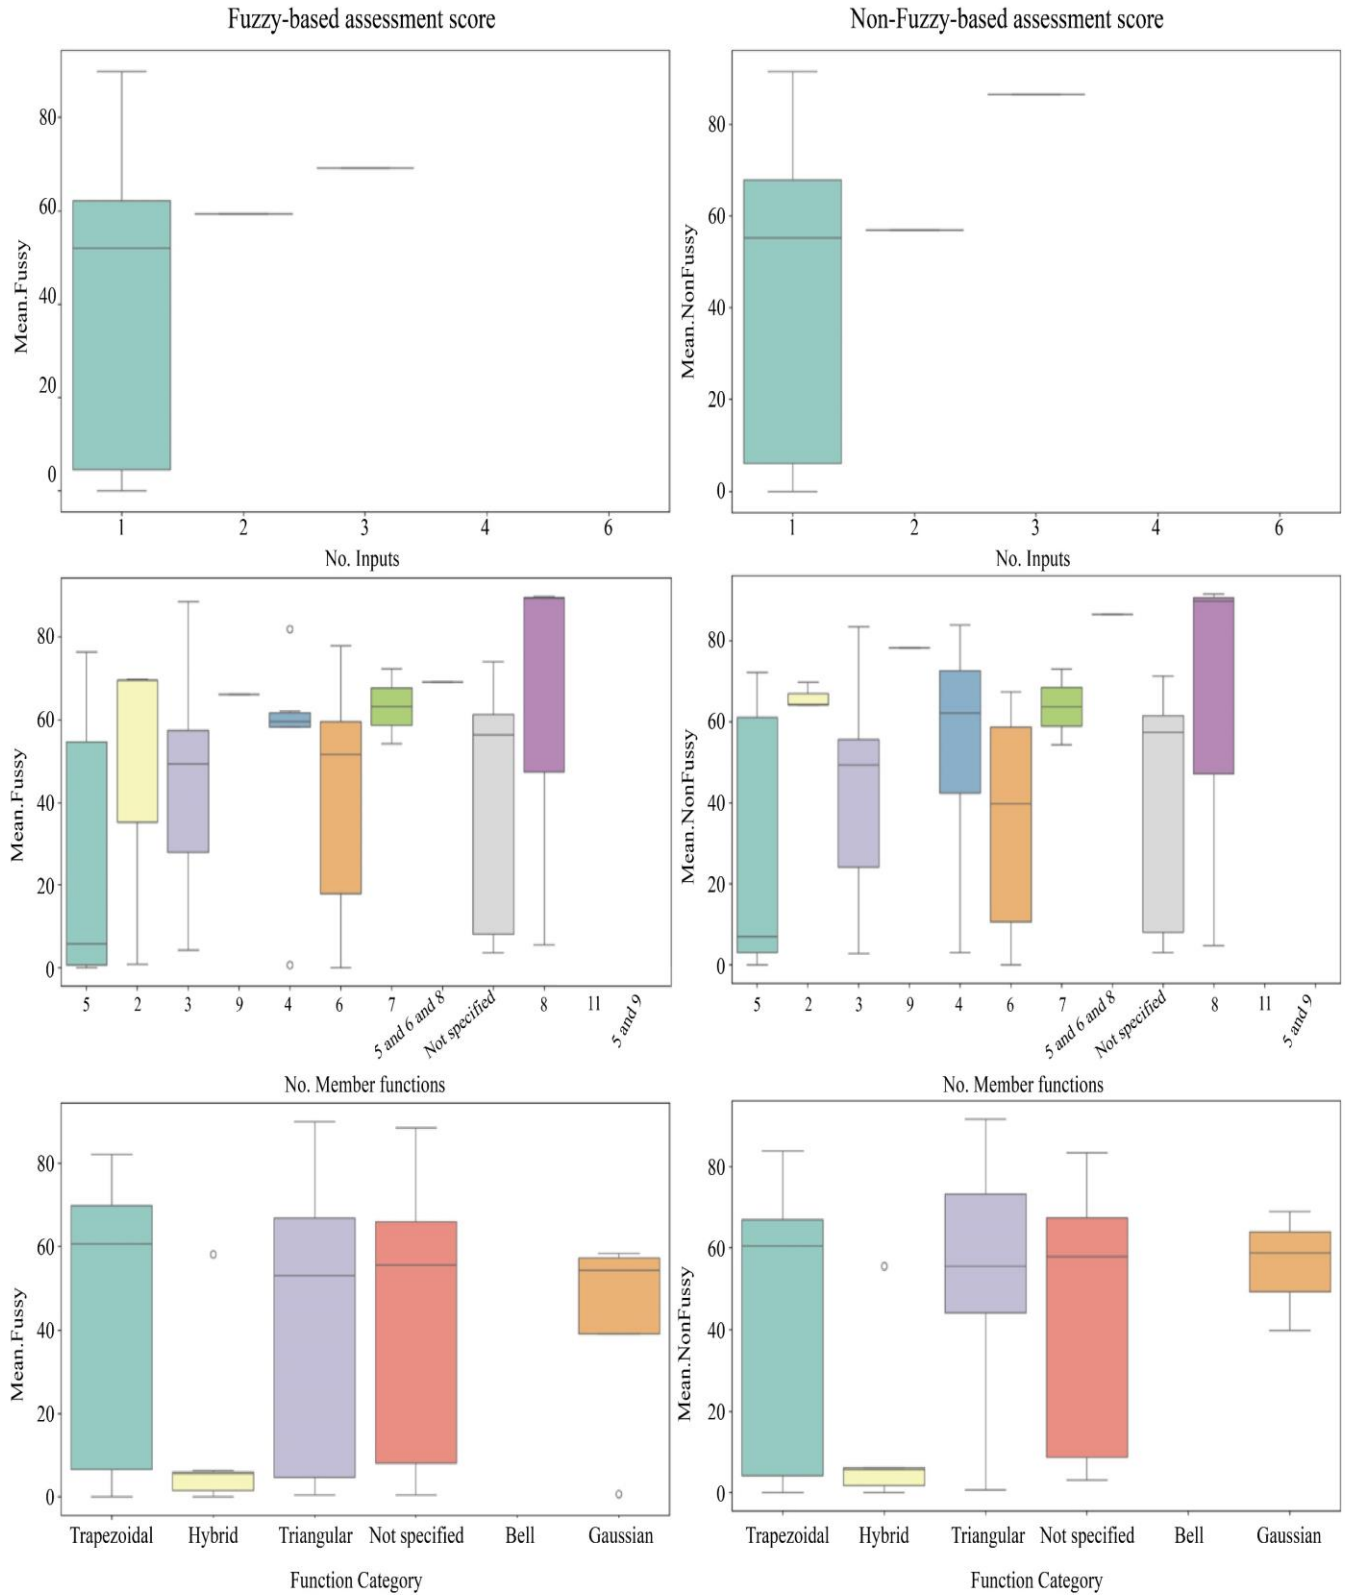 Fuzzy-based assessment score
Non-Fuzzy-based assessment score
Mean.Fussy
80
60
40
20
0
1 2 3 4 6
No. Inputs
Mean.NonFussy
80
60
40
20
0
1 2 3 4 6
No. Inputs
Mean.Fussy
80
60
40
20
0
5 2 3 9 4 6 7 5 and 6 and 8 Not specified 8 11 5 and 9
No. Member functions
Mean.NonFussy
80
60
40
20
0
5 2 3 9 4 6 7 5 and 6 and 8 Not specified 8 11 5 and 9
No. Member functions
Mean.Fussy
80
60
40
20
0
Trapezoidal Hybrid Triangular Not specified Bell Gaussian
Function Category
Mean.NonFussy
80
60
40
20
0
Trapezoidal Hybrid Triangular Not specified Bell Gaussian
Function Category